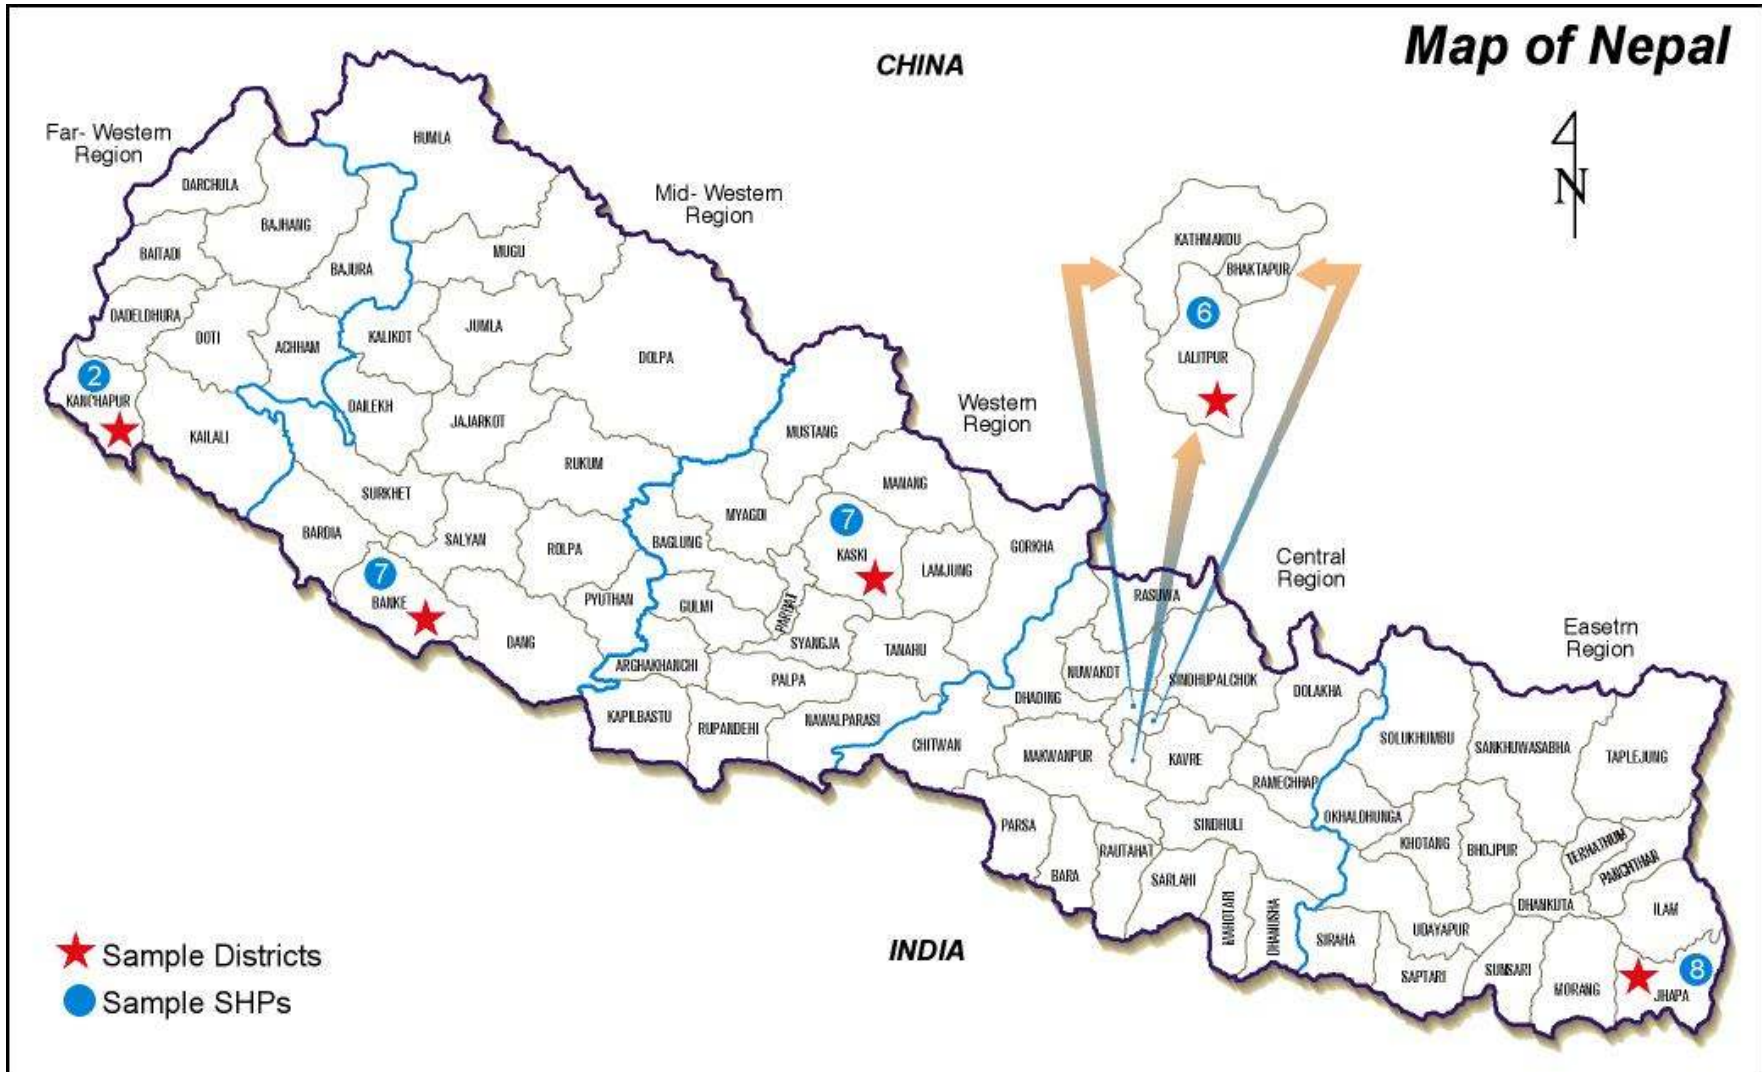 Map of Nepal
CHINA
N
Far- Western
Region
HUMLA
DARCHULA
BAJHANG
Mid- Western
Region
KATHMANDU
BAITADI
MUGU
BAJURA
BHAKTAPUR
DADELDHURA
6
DOTI
ACHHAM
KALIKOT
JUMLA
DOLPA
LALITPUR
2
KANCHAPUR
DAILEKH
JAJARKOT
KAILALI
MUSTANG
Western
Region
RUKUM
MANANG
SURKHET
MYAGDI
7
BARDIA
SALYAN
ROLPA
BAGLUNG
KASKI
GORKHA
LAMJUNG
Central
Region
7
BANKE
PYUTHAN
GULMI
PARBAT
RASUWA
DANG
SYANGJA
TANAHU
Easetrn
Region
ARGHAKHANCHI
PALPA
NUWAKOT
SINDHUPALCHOK
DHADING
DOLAKHA
KAPILBASTU
RUPANDEHI
NAWALPARASI
CHITWAN
MAKWANPUR
KAVRE
SOLUKHUMBU
SANKHUWASABHA
TAPLEJUNG
RAMECHHAP
PARSA
SINDHULI
OKHALDHUNGA
KHOTANG
BHOJPUR
TERHATHUM
RAUTAHAT
PANCHTHAR
BARA
SARLAHI
MAHOTARI
DHANUSHA
DHANKUTA
ILAM
SIRAHA
UDAYAPUR
SAPTARI
SUNSARI
MORANG
8
JHAPA
INDIA
Sample Districts
Sample SHPs